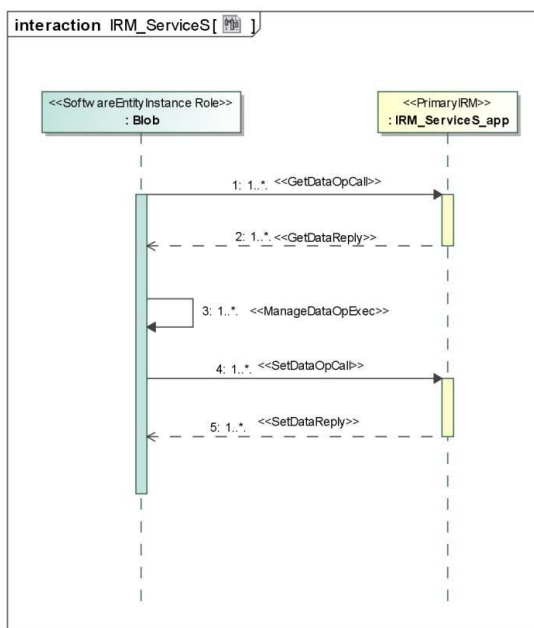 interaction IRM_ServiceS [ ]
<<SoftwareEntityInstance Role>>
: Blob
<<PrimaryIRM>>
: IRM_ServiceS_app
1: 1..*. <<GetDataOpCall>>
2: 1..*. <<GetDataReply>>
3: 1..*. <<ManageDataOpExec>>
4: 1..*. <<SetDataOpCall>>
5: 1..*. <<SetDataReply>>